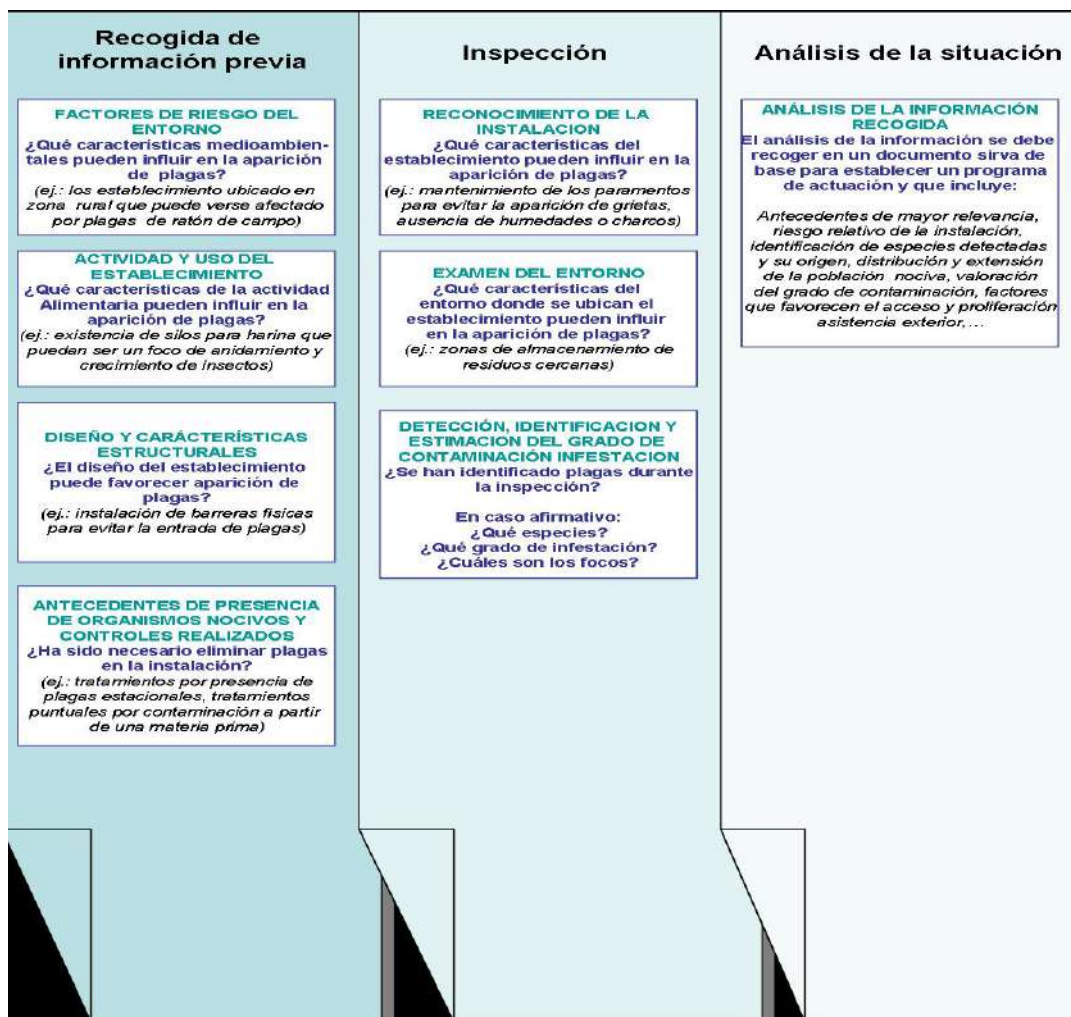 Recogida de
información previa
FACTORES DE RIESGO DEL
ENTORNO
¿Qué características medioambien-
tales pueden influir en la aparición
de plagas?
(ej.: los establecimiento ubicado en
zona rural que puede verse afectado
por plagas de ratón de campo)
ACTIVIDAD Y USO DEL
ESTABLECIMIENTO
¿Qué características de la actividad
Alimentaria pueden influir en la
aparición de plagas?
(ej.: existencia de silos para harina que
puedan ser un foco de anidamiento y
crecimiento de insectos)
DISEÑO Y CARÁCTERÍSTICAS
ESTRUCTURALES
¿El diseño del establecimiento
puede favorecer aparición de
plagas?
(ej.: instalación de barreras físicas
para evitar la entrada de plagas)
ANTECEDENTES DE PRESENCIA
DE ORGANISMOS NOCIVOS Y
CONTROLES REALIZADOS
¿Ha sido necesario eliminar plagas
en la instalación?
(ej.: tratamientos por presencia de
plagas estacionales, tratamientos
puntuales por contaminación a partir
de una materia prima)
Inspección
RECONOCIMIENTO DE LA
INSTALACION
¿Qué características del
establecimiento pueden influir en la
aparición de plagas?
(ej.: mantenimiento de los paramentos
para evitar la aparición de grietas,
ausencia de humedades o charcos)
EXAMEN DEL ENTORNO
¿Qué características del
entorno donde se ubican el
establecimiento pueden influir
en la aparición de plagas?
(ej.: zonas de almacenamiento de
residuos cercanas)
DETECCIÓN, IDENTIFICACION Y
ESTIMACION DEL GRADO DE
CONTAMINACIÓN INFESTACION
¿Se han identificado plagas durante
la inspección?
En caso afirmativo:
¿Qué especies?
¿Qué grado de infestación?
¿Cuáles son los focos?
Análisis de la situación
ANÁLISIS DE LA INFORMACIÓN
RECOGIDA
El análisis de la información se debe
recoger en un documento sirva de
base para establecer un programa
de actuación y que incluye:
Antecedentes de mayor relevancia,
riesgo relativo de la instalación,
identificación de especies detectadas
y su origen, distribución y extensión
de la población nociva, valoración
del grado de contaminación, factores
que favorecen el acceso y proliferación
asistencia exterior,...